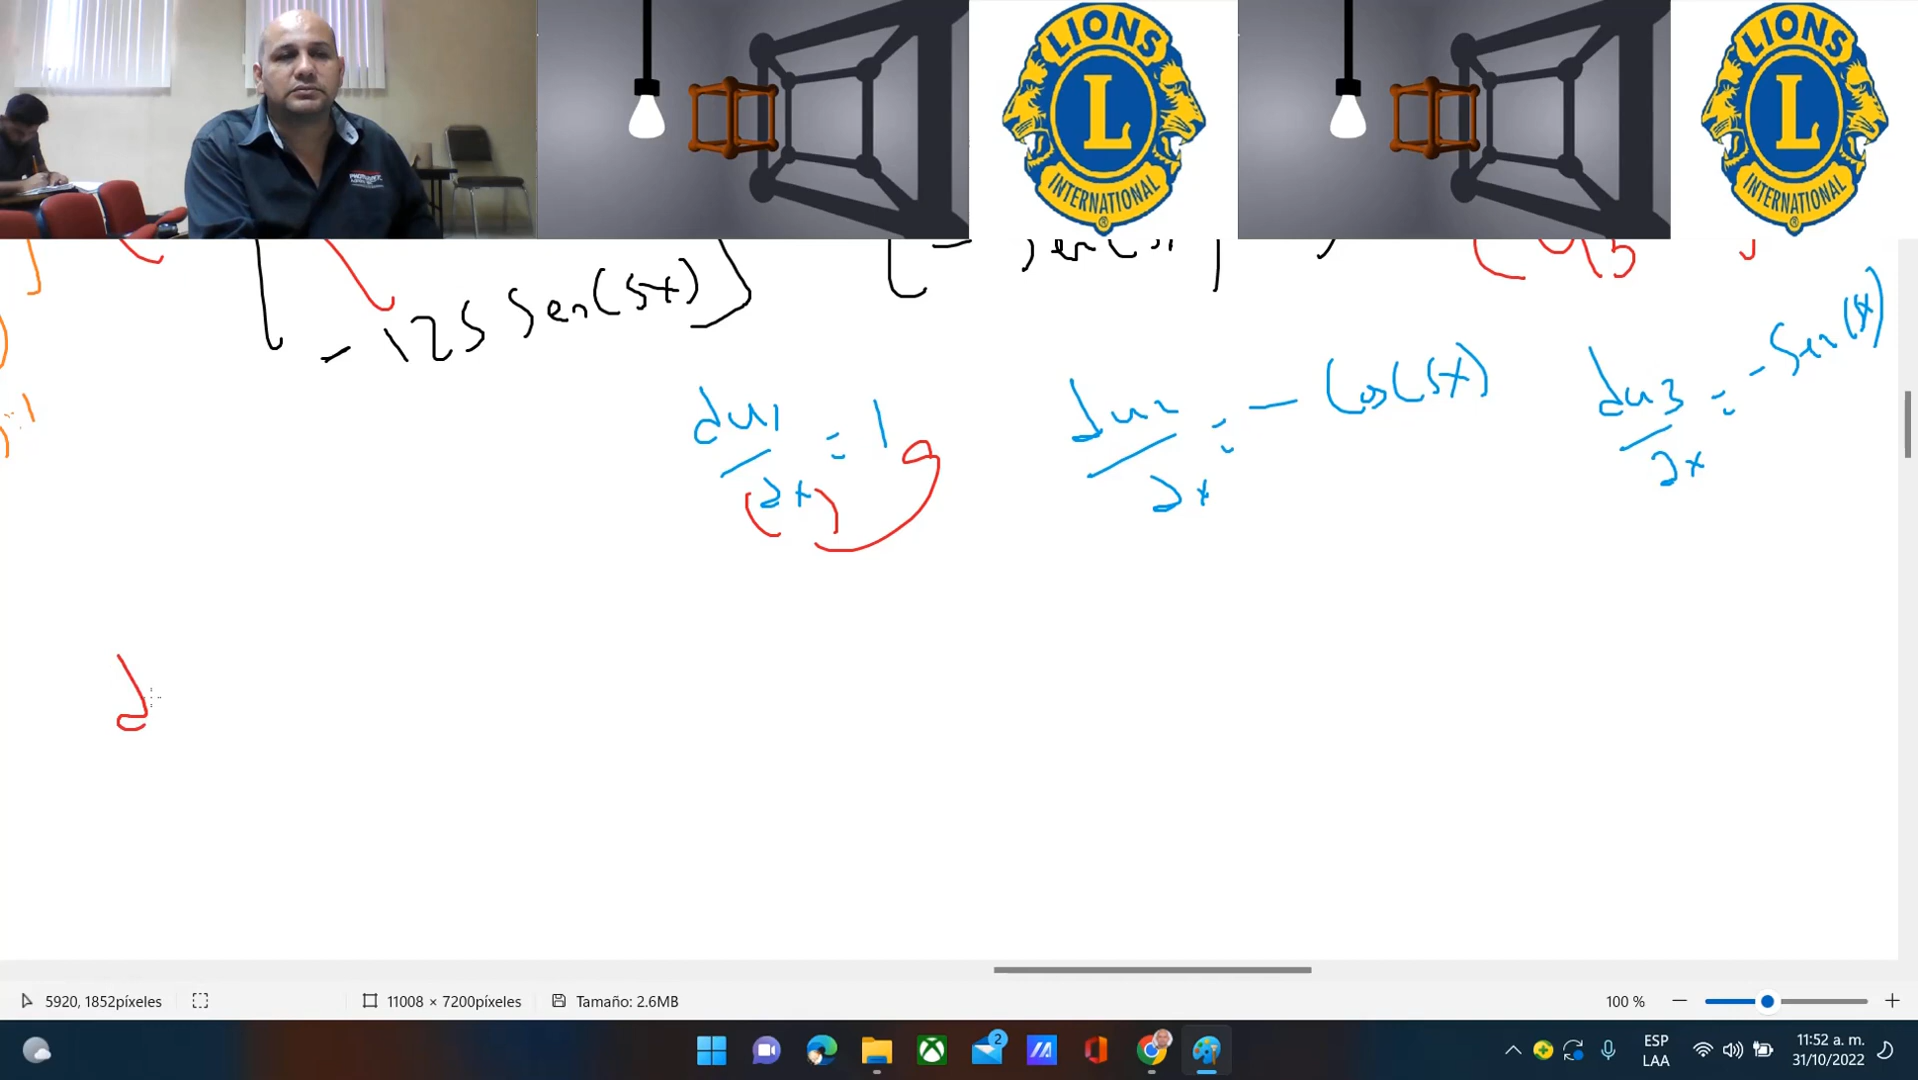 LIONS
L
INTERNATIONAL
®
LIONS
L
INTERNATIONAL
®
- 125 Sen(5x)
du1/dx = 1
du2/dx = - Cos(5x)
du3/dx = - Sen(5x)
d
5920, 1852píxeles
11008 × 7200píxeles
Tamaño: 2.6MB
100 %
2
ESP
LAA
11:52 a. m.
31/10/2022